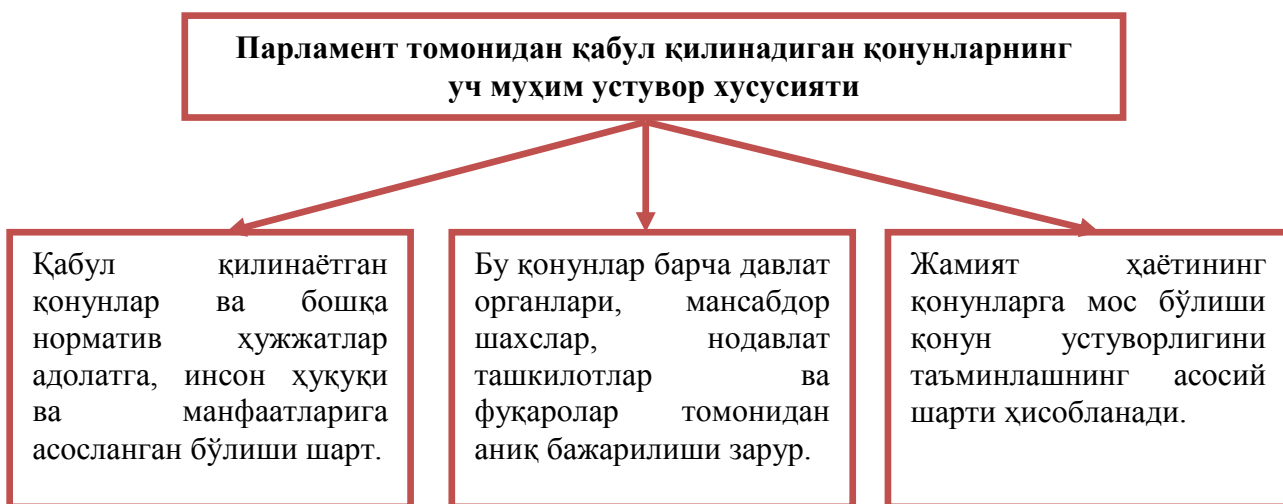 Парламент томонидан қабул қилинадиган қонунларнинг
уч муҳим устувор хусусияти
Қабул қилинаётган
қонунлар ва бошқа
норматив ҳужжатлар
адолатга, инсон ҳуқуқи
ва манфаатларига
асосланган бўлиши шарт.
Бу қонунлар барча давлат
органлари, мансабдор
шахслар, нодавлат
ташкилотлар ва
фуқаролар томонидан
аниқ бажарилиши зарур.
Жамият ҳаётининг
қонунларга мос бўлиши
қонун устуворлигини
таъминлашнинг асосий
шарти ҳисобланади.